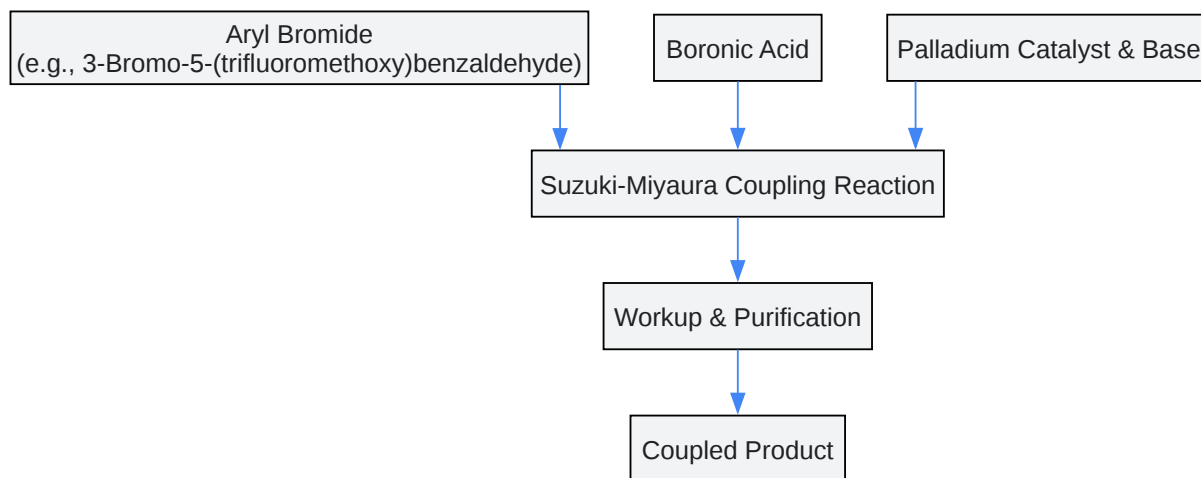 Aryl Bromide
(e.g., 3-Bromo-5-(trifluoromethoxy)benzaldehyde)
Boronic Acid
Palladium Catalyst & Base
Suzuki-Miyaura Coupling Reaction
Workup & Purification
Coupled Product